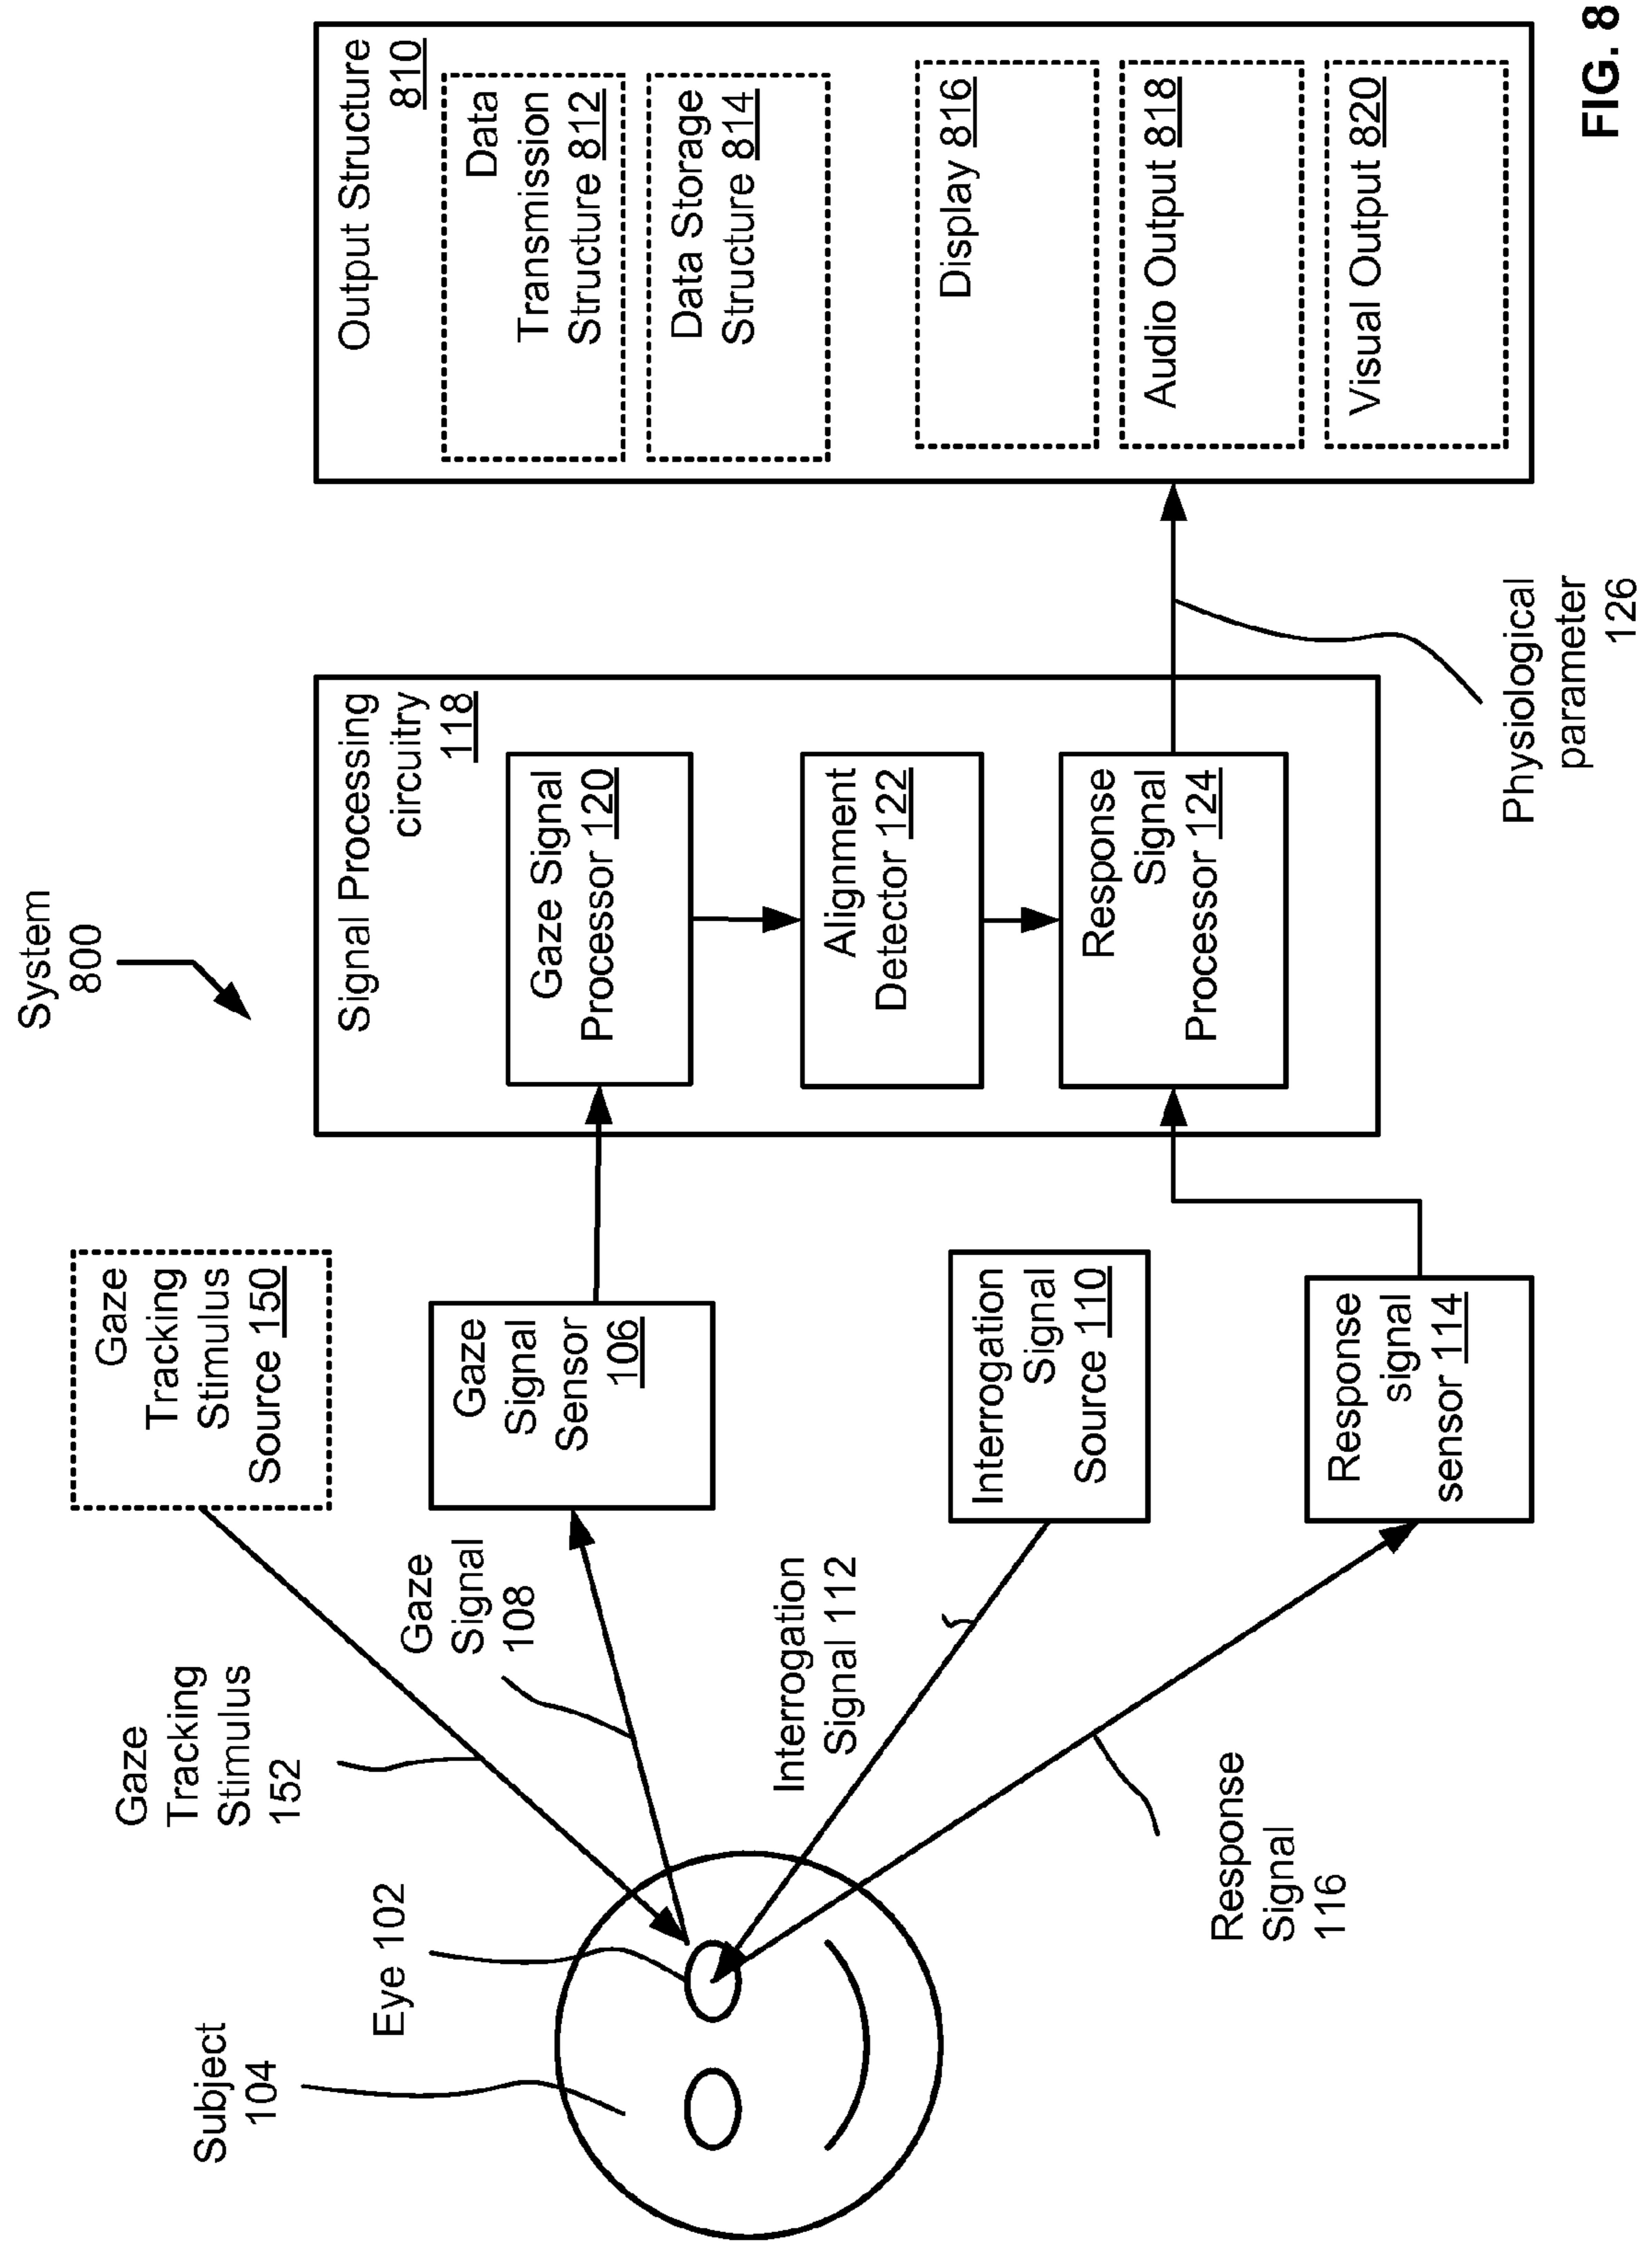 System
800
Subject
104
Eye 102
Gaze
Tracking
Stimulus
152
Gaze
Signal
108
Interrogation
Signal 112
Response
Signal
116
Gaze
Tracking
Stimulus
Source 150
Gaze
Signal
Sensor
106
Interrogation
Signal
Source 110
Response
signal
sensor 114
Signal Processing
circuitry
118
Gaze Signal
Processor 120
Alignment
Detector 122
Response
Signal
Processor 124
Physiological
parameter
126
Output Structure
810
Data
Transmission
Structure 812
Data Storage
Structure 814
Display 816
Audio Output 818
Visual Output 820
FIG. 8